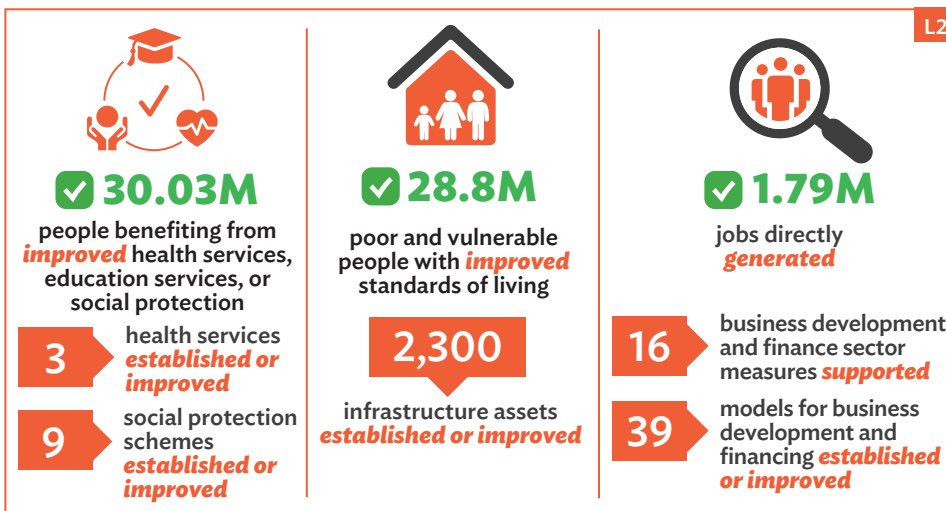 L2
30.03M
people benefiting from
improved health services,
education services, or
social protection
3
health services
established or
improved
9
social protection
schemes
established or
improved
28.8M
poor and vulnerable
people with improved
standards of living
2,300
infrastructure assets
established or improved
1.79M
jobs directly
generated
16
business development
and finance sector
measures supported
39
models for business
development and
financing established
or improved